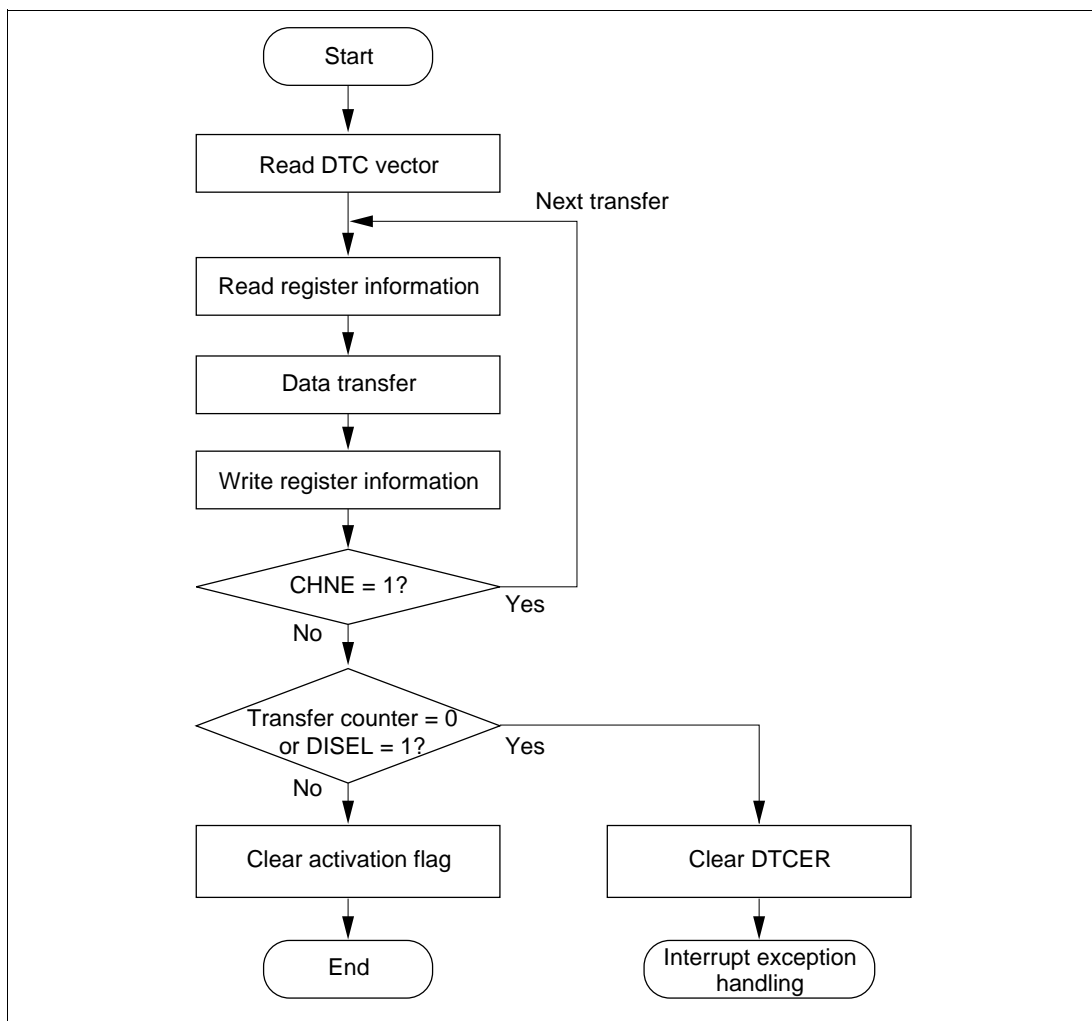 Start
Read DTC vector
Next transfer
Read register information
Data transfer
Write register information
CHNE = 1?
Yes
No
Transfer counter = 0
or DISEL = 1?
Yes
No
Clear activation flag
Clear DTCER
End
Interrupt exception
handling